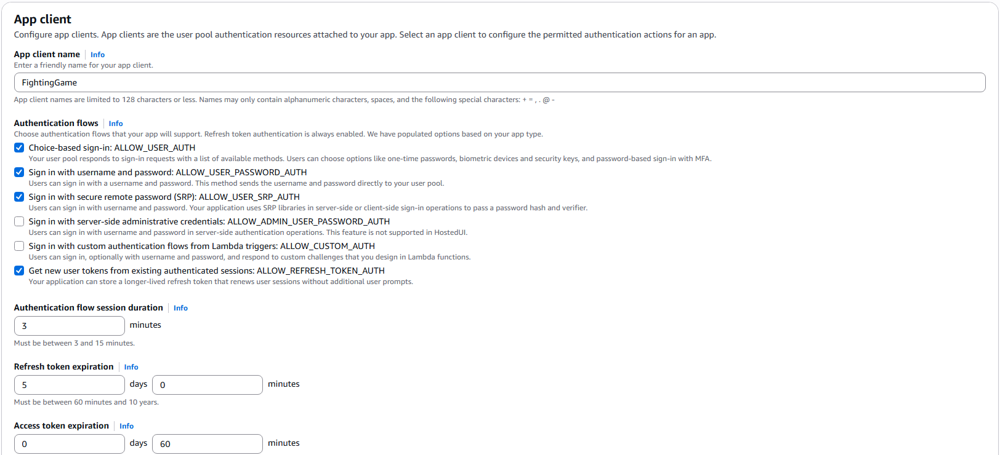 App client
Configure app clients. App clients are the user pool authentication resources attached to your app. Select an app client to configure the permitted authentication actions for an app.
App client name Info
Enter a friendly name for your app client.
FightingGame
App client names are limited to 128 characters or less. Names may only contain alphanumeric characters, spaces, and the following special characters: + = , . @ -
Authentication flows Info
Choose authentication flows that your app will support. Refresh token authentication is always enabled. We have populated options based on your app type.
Choice-based sign-in: ALLOW_USER_AUTH
Your user pool responds to sign-in requests with a list of available methods. Users can choose options like one-time passwords, biometric devices and security keys, and password-based sign-in with MFA.
Sign in with username and password: ALLOW_USER_PASSWORD_AUTH
Users can sign in with a username and password. This method sends the username and password directly to your user pool.
Sign in with secure remote password (SRP): ALLOW_USER_SRP_AUTH
Users can sign in with username and password. Your application uses SRP libraries in server-side or client-side sign-in operations to pass a password hash and verifier.
Sign in with server-side administrative credentials: ALLOW_ADMIN_USER_PASSWORD_AUTH
Users can sign in with username and password in server-side authentication operations. This feature is not supported in HostedUI.
Sign in with custom authentication flows from Lambda triggers: ALLOW_CUSTOM_AUTH
Users can sign in, optionally with username and password, and respond to custom challenges that you design in Lambda functions.
Get new user tokens from existing authenticated sessions: ALLOW_REFRESH_TOKEN_AUTH
Your application can store a longer-lived refresh token that renews user sessions without additional user prompts.
Authentication flow session duration Info
3 minutes
Must be between 3 and 15 minutes.
Refresh token expiration Info
5 days 0 minutes
Must be between 60 minutes and 10 years.
Access token expiration Info
0 days 60 minutes